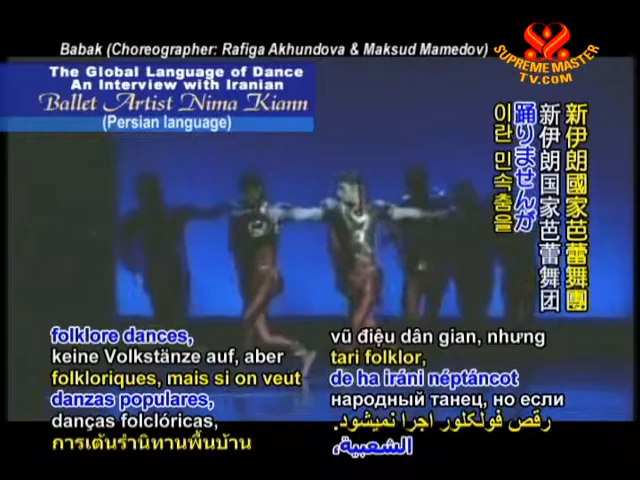 Babak (Choreographer: Rafiga Akhundova & Maksud Mamedov)
SUPREME MASTER
TV.COM
The Global Language of Dance
An Interview with Iranian
Ballet Artist Nima Kiann
(Persian language)
新伊朗國家芭蕾舞團
新伊朗国家芭蕾舞团
踊りませんが
이란 민속춤을
folklore dances,
keine Volkstänze auf, aber
folkloriques, mais si on veut
danzas populares,
danças folclóricas,
การเต้นรำนิทานพื้นบ้าน
vũ điệu dân gian, nhưng
tari folklor,
de ha iráni néptáncot
народный танец, но если
رقص فولکلور اجرا نمیشود.
الشعبية،